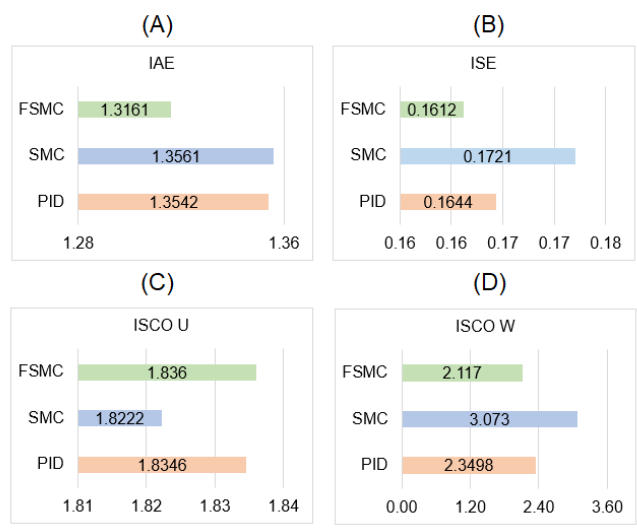 (A)
IAE
FSMC 1.3161
SMC 1.3561
PID 1.3542
1.28 1.36
(B)
ISE
FSMC 0.1612
SMC 0.1721
PID 0.1644
0.16 0.16 0.17 0.17 0.18
(C)
ISCO U
FSMC 1.836
SMC 1.8222
PID 1.8346
1.81 1.82 1.83 1.84
(D)
ISCO W
FSMC 2.117
SMC 3.073
PID 2.3498
0.00 1.20 2.40 3.60